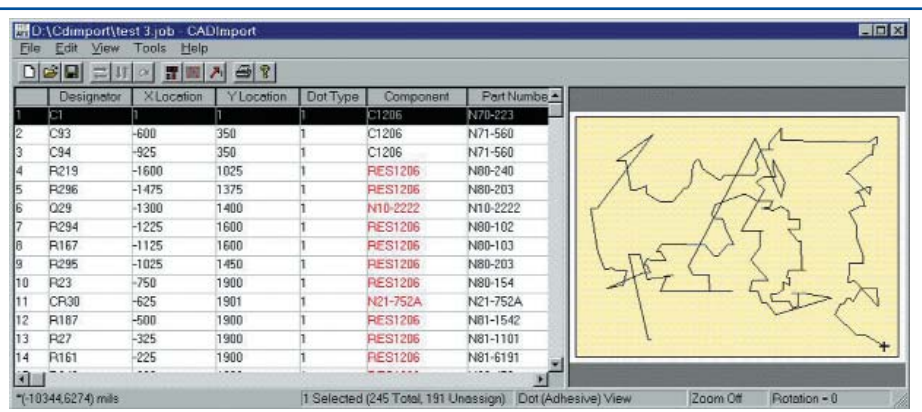 D:\Cdimport\test 3.job - CADImport
File Edit View Tools Help
Designator X Location Y Location Dot Type Component Part Numbe
1 C1 1 1 1 C1206 N70-223
2 C93 -600 350 1 C1206 N71-560
3 C94 -925 350 1 C1206 N71-560
4 R219 -1600 1025 1 RES1206 N80-240
5 R296 -1475 1375 1 RES1206 N80-203
6 Q29 -1300 1400 1 N10-2222 N10-2222
7 R294 -1225 1600 1 RES1206 N80-102
8 R167 -1125 1600 1 RES1206 N80-103
9 R295 -1025 1450 1 RES1206 N80-203
10 R23 -750 1900 1 RES1206 N80-154
11 CR30 -625 1901 1 N21-752A N21-752A
12 R187 -500 1900 1 RES1206 N81-1542
13 R27 -325 1900 1 RES1206 N81-1101
14 R161 -225 1900 1 RES1206 N81-6191
*(-10344,6274) mils 1 Selected (245 Total, 191 Unassign) Dot (Adhesive) View Zoom Off Rotation = 0